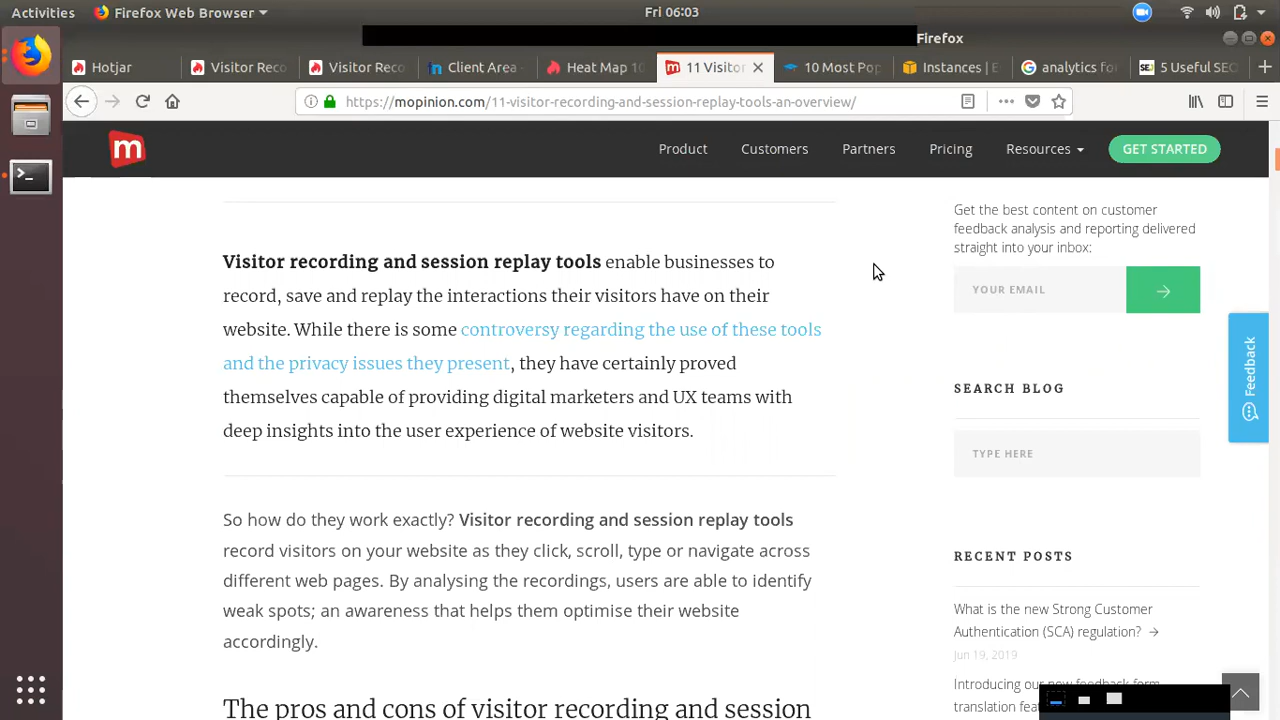 Activities
Firefox Web Browser
Fri 06:03
Firefox
Hotjar
Visitor Reco
Visitor Reco
Client Area -
Heat Map 10
11 Visitor
10 Most Pop
Instances | E
analytics fo
5 Useful SEO
https://mopinion.com/11-visitor-recording-and-session-replay-tools-an-overview/
m
Product
Customers
Partners
Pricing
Resources
GET STARTED
Visitor recording and session replay tools enable businesses to
record, save and replay the interactions their visitors have on their
website. While there is some controversy regarding the use of these tools
and the privacy issues they present, they have certainly proved
themselves capable of providing digital marketers and UX teams with
deep insights into the user experience of website visitors.
So how do they work exactly? Visitor recording and session replay tools
record visitors on your website as they click, scroll, type or navigate across
different web pages. By analysing the recordings, users are able to identify
weak spots; an awareness that helps them optimise their website
accordingly.
The pros and cons of visitor recording and session
Get the best content on customer
feedback analysis and reporting delivered
straight into your inbox:
YOUR EMAIL
SEARCH BLOG
TYPE HERE
RECENT POSTS
What is the new Strong Customer
Authentication (SCA) regulation? →
Jun 19, 2019
Introducing our new feedback form
translation
Feedback